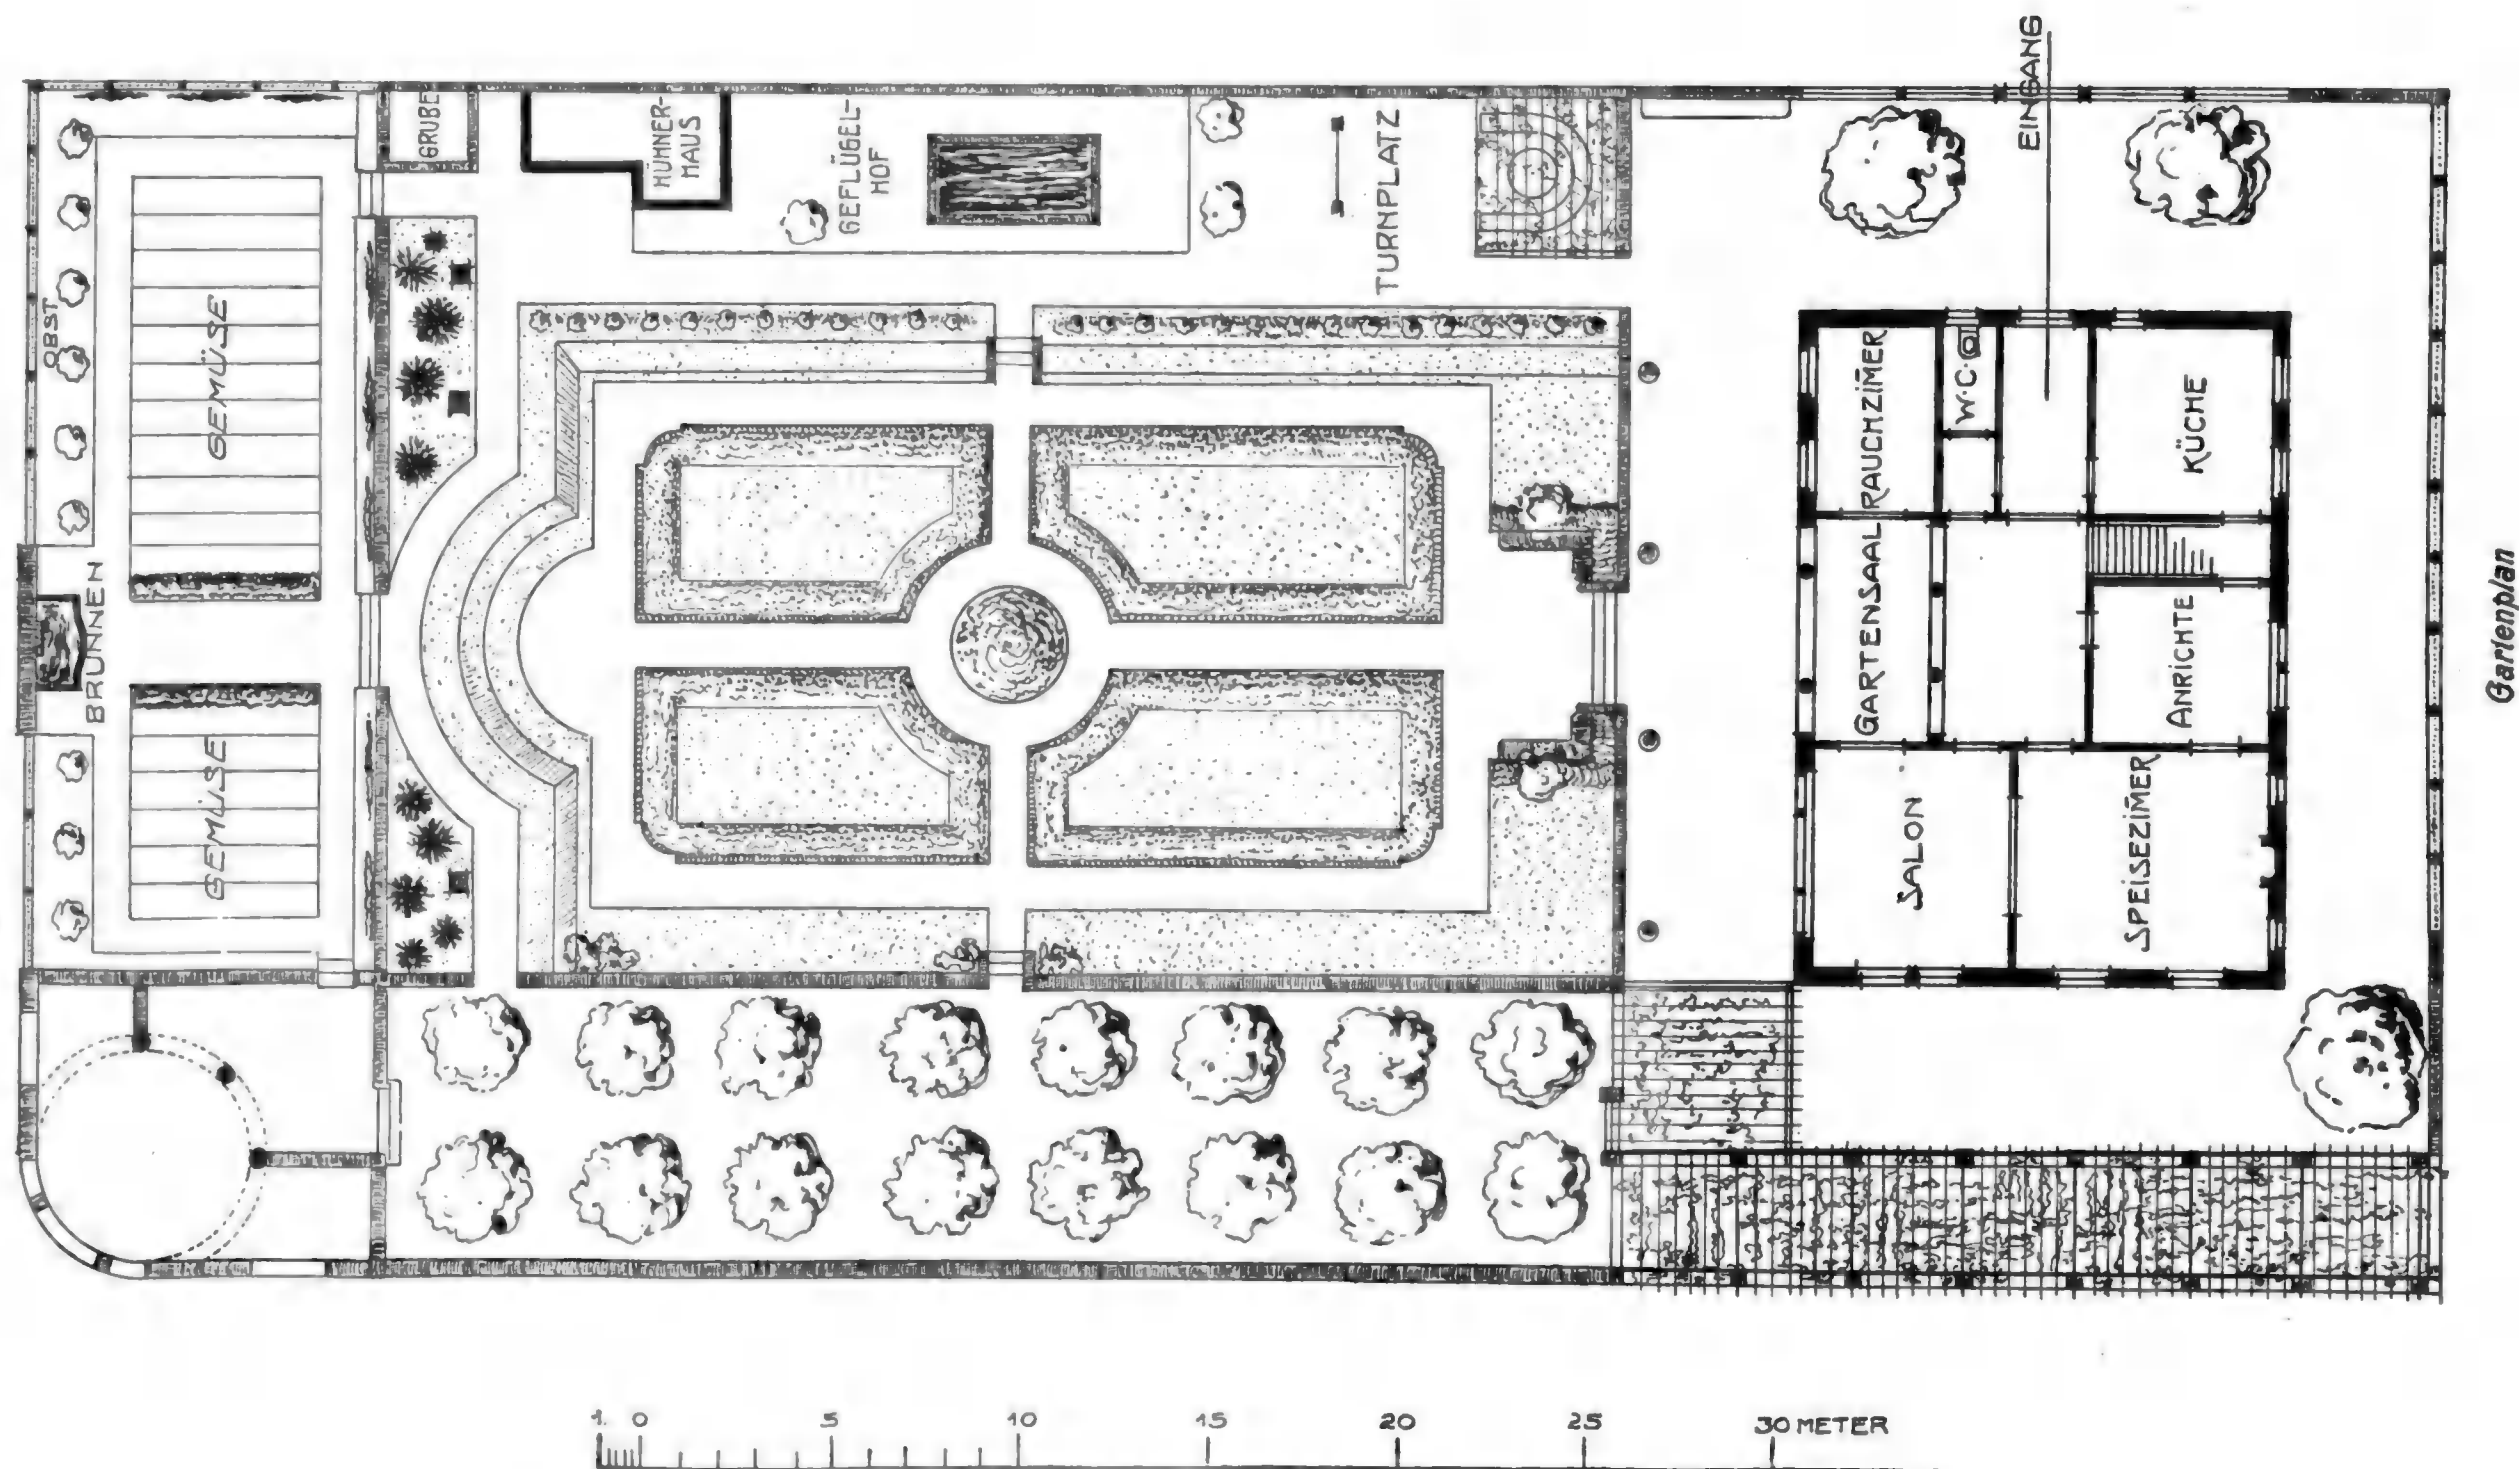 EINGANG
GRUBE
HÜHNER-
HAUS
GEFLÜGEL-
HOF
TURNPLATZ
OBST
GEMÜSE
BRUNNEN
GEMÜSE
RAUCHZIMER
W.C.
KÜCHE
GARTENSAAL
ANRICHTE
SALON
SPEISEZIMER
Gartenplan
1 0 5 10 15 20 25 30 METER